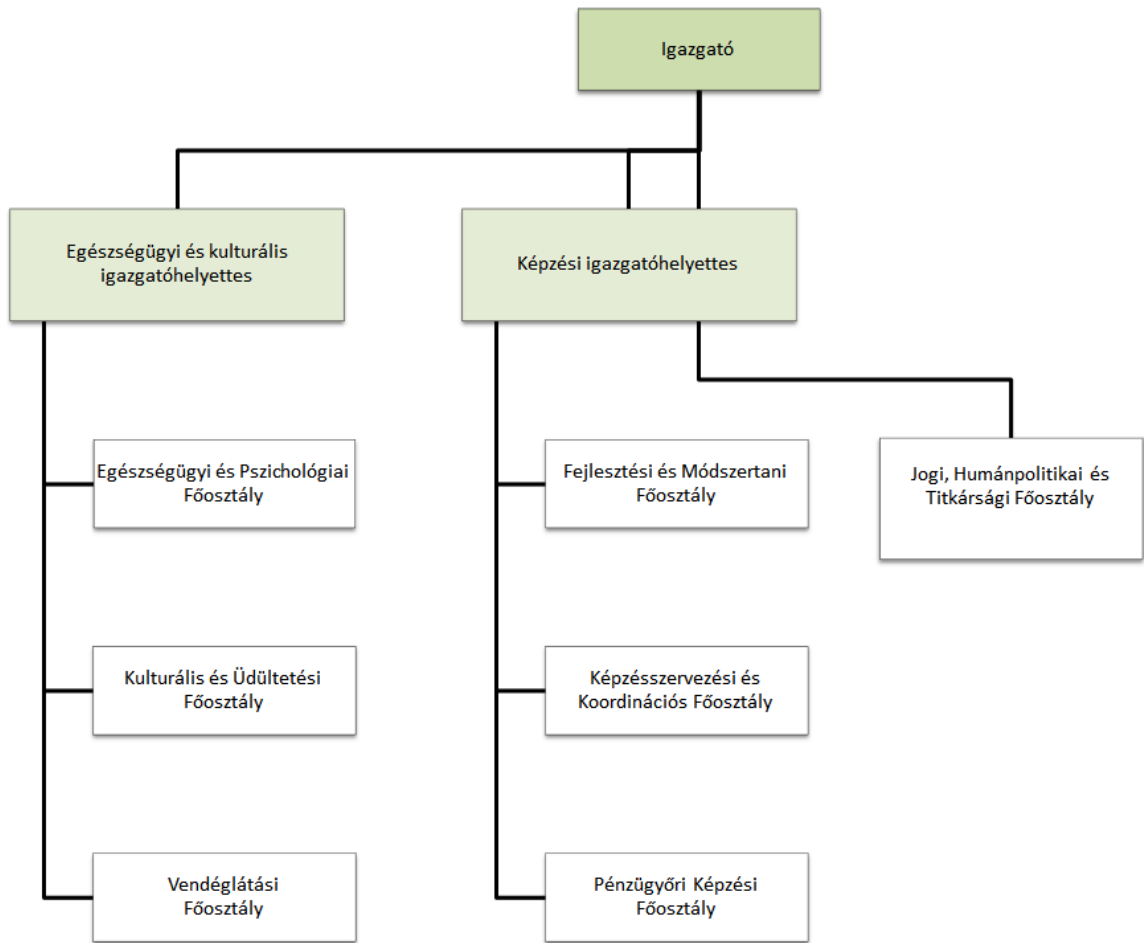 Igazgató
Egészségügyi és kulturális
igazgatóhelyettes
Képzési igazgatóhelyettes
Egészségügyi és Pszichológiai
Főosztály
Fejlesztési és Módszertani
Főosztály
Jogi, Humánpolitikai és
Titkársági Főosztály
Kulturális és Üdültetési
Főosztály
Képzésszervezési és
Koordinációs Főosztály
Vendéglátási
Főosztály
Pénzügyőri Képzési
Főosztály